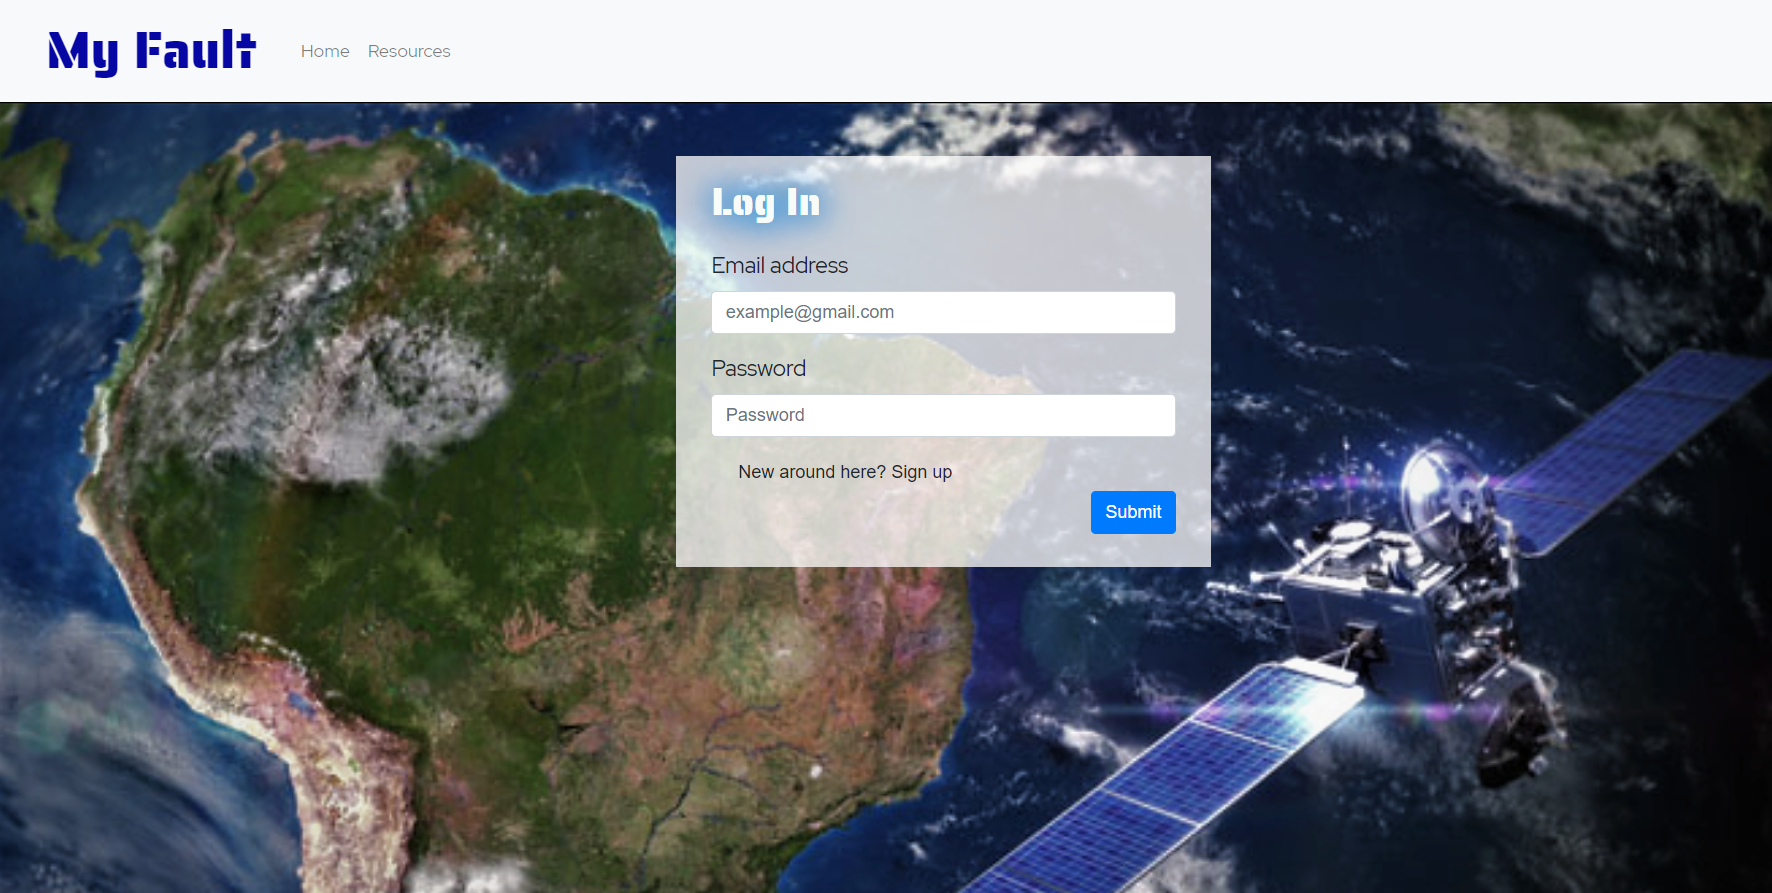 My Fault
Home Resources
Log In
Email address
example@gmail.com
Password
Password
New around here? Sign up
Submit